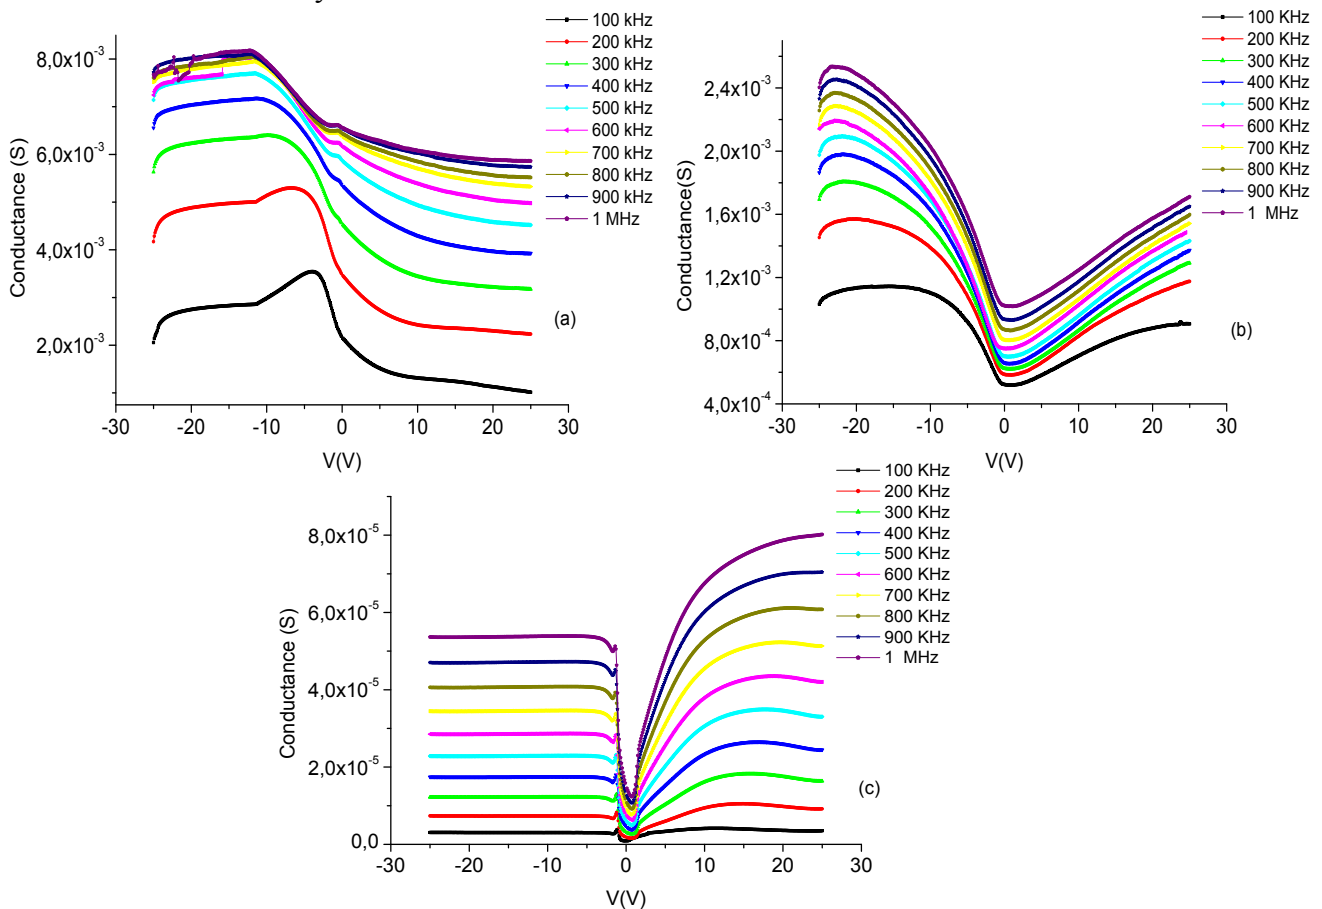 100 kHz
200 kHz
300 kHz
400 kHz
500 kHz
600 kHz
700 kHz
800 kHz
900 kHz
1 MHz
8,0x10-3
6,0x10-3
4,0x10-3
2,0x10-3
Conductance (S)
(a)
-30 -20 -10 0 10 20 30
V(V)
100 KHz
200 KHz
300 KHz
400 KHz
500 KHz
600 KHz
700 KHz
800 KHz
900 KHz
1 MHz
2,4x10-3
2,0x10-3
1,6x10-3
1,2x10-3
8,0x10-4
4,0x10-4
Conductance(S)
(b)
-30 -20 -10 0 10 20 30
V(V)
100 KHz
200 KHz
300 KHz
400 KHz
500 KHz
600 KHz
700 KHz
800 KHz
900 KHz
1 MHz
8,0x10-5
6,0x10-5
4,0x10-5
2,0x10-5
0,0
Conductance (S)
(c)
-30 -20 -10 0 10 20 30
V(V)